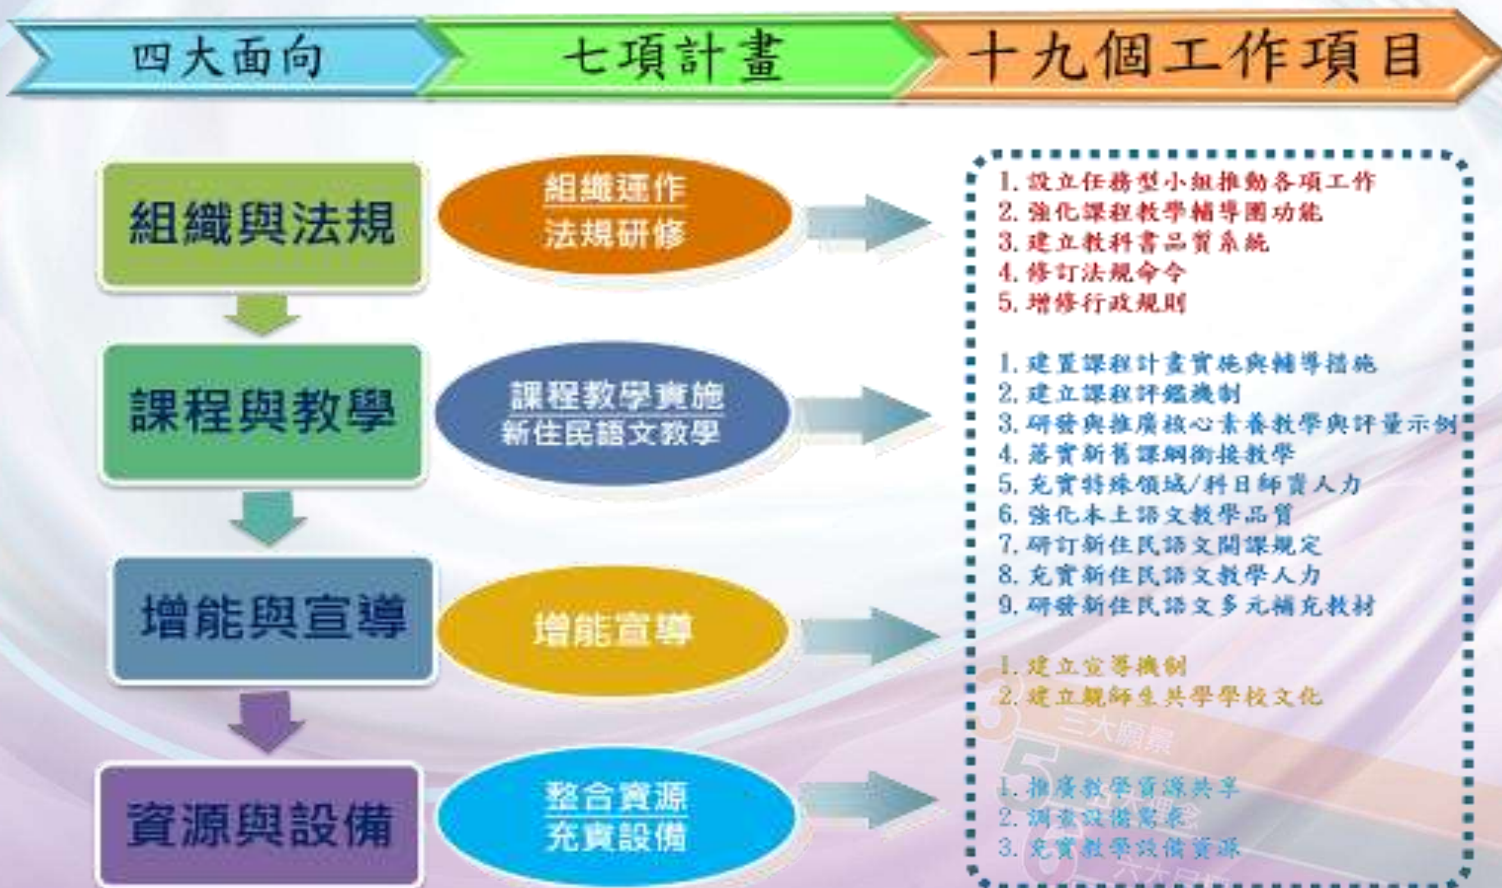 四大面向
七項計畫
十九個工作項目
組織與法規
組織運作
法規研修
1. 設立任務型小組推動各項工作
2. 強化課程教學輔導團功能
3. 建立教科書品質系統
4. 修訂法規命令
5. 增修行政規則
課程與教學
課程教學實施
新住民語文教學
1. 建置課程計畫實施與輔導措施
2. 建立課程評鑑機制
3. 研發與推廣核心素養教學與評量示例
4. 落實新舊課綱銜接教學
5. 充實特殊領域/科目師資人力
6. 強化本土語文教學品質
7. 研訂新住民語文開課規定
8. 充實新住民語文教學人力
9. 研發新住民語文多元補充教材
增能與宣導
增能宣導
1. 建立宣導機制
2. 建立親師生共學學校文化
資源與設備
整合資源
充實設備
1. 推廣教學資源共享
2. 調查設備需求
3. 充實教學設備資源
3
三大願景
5
6